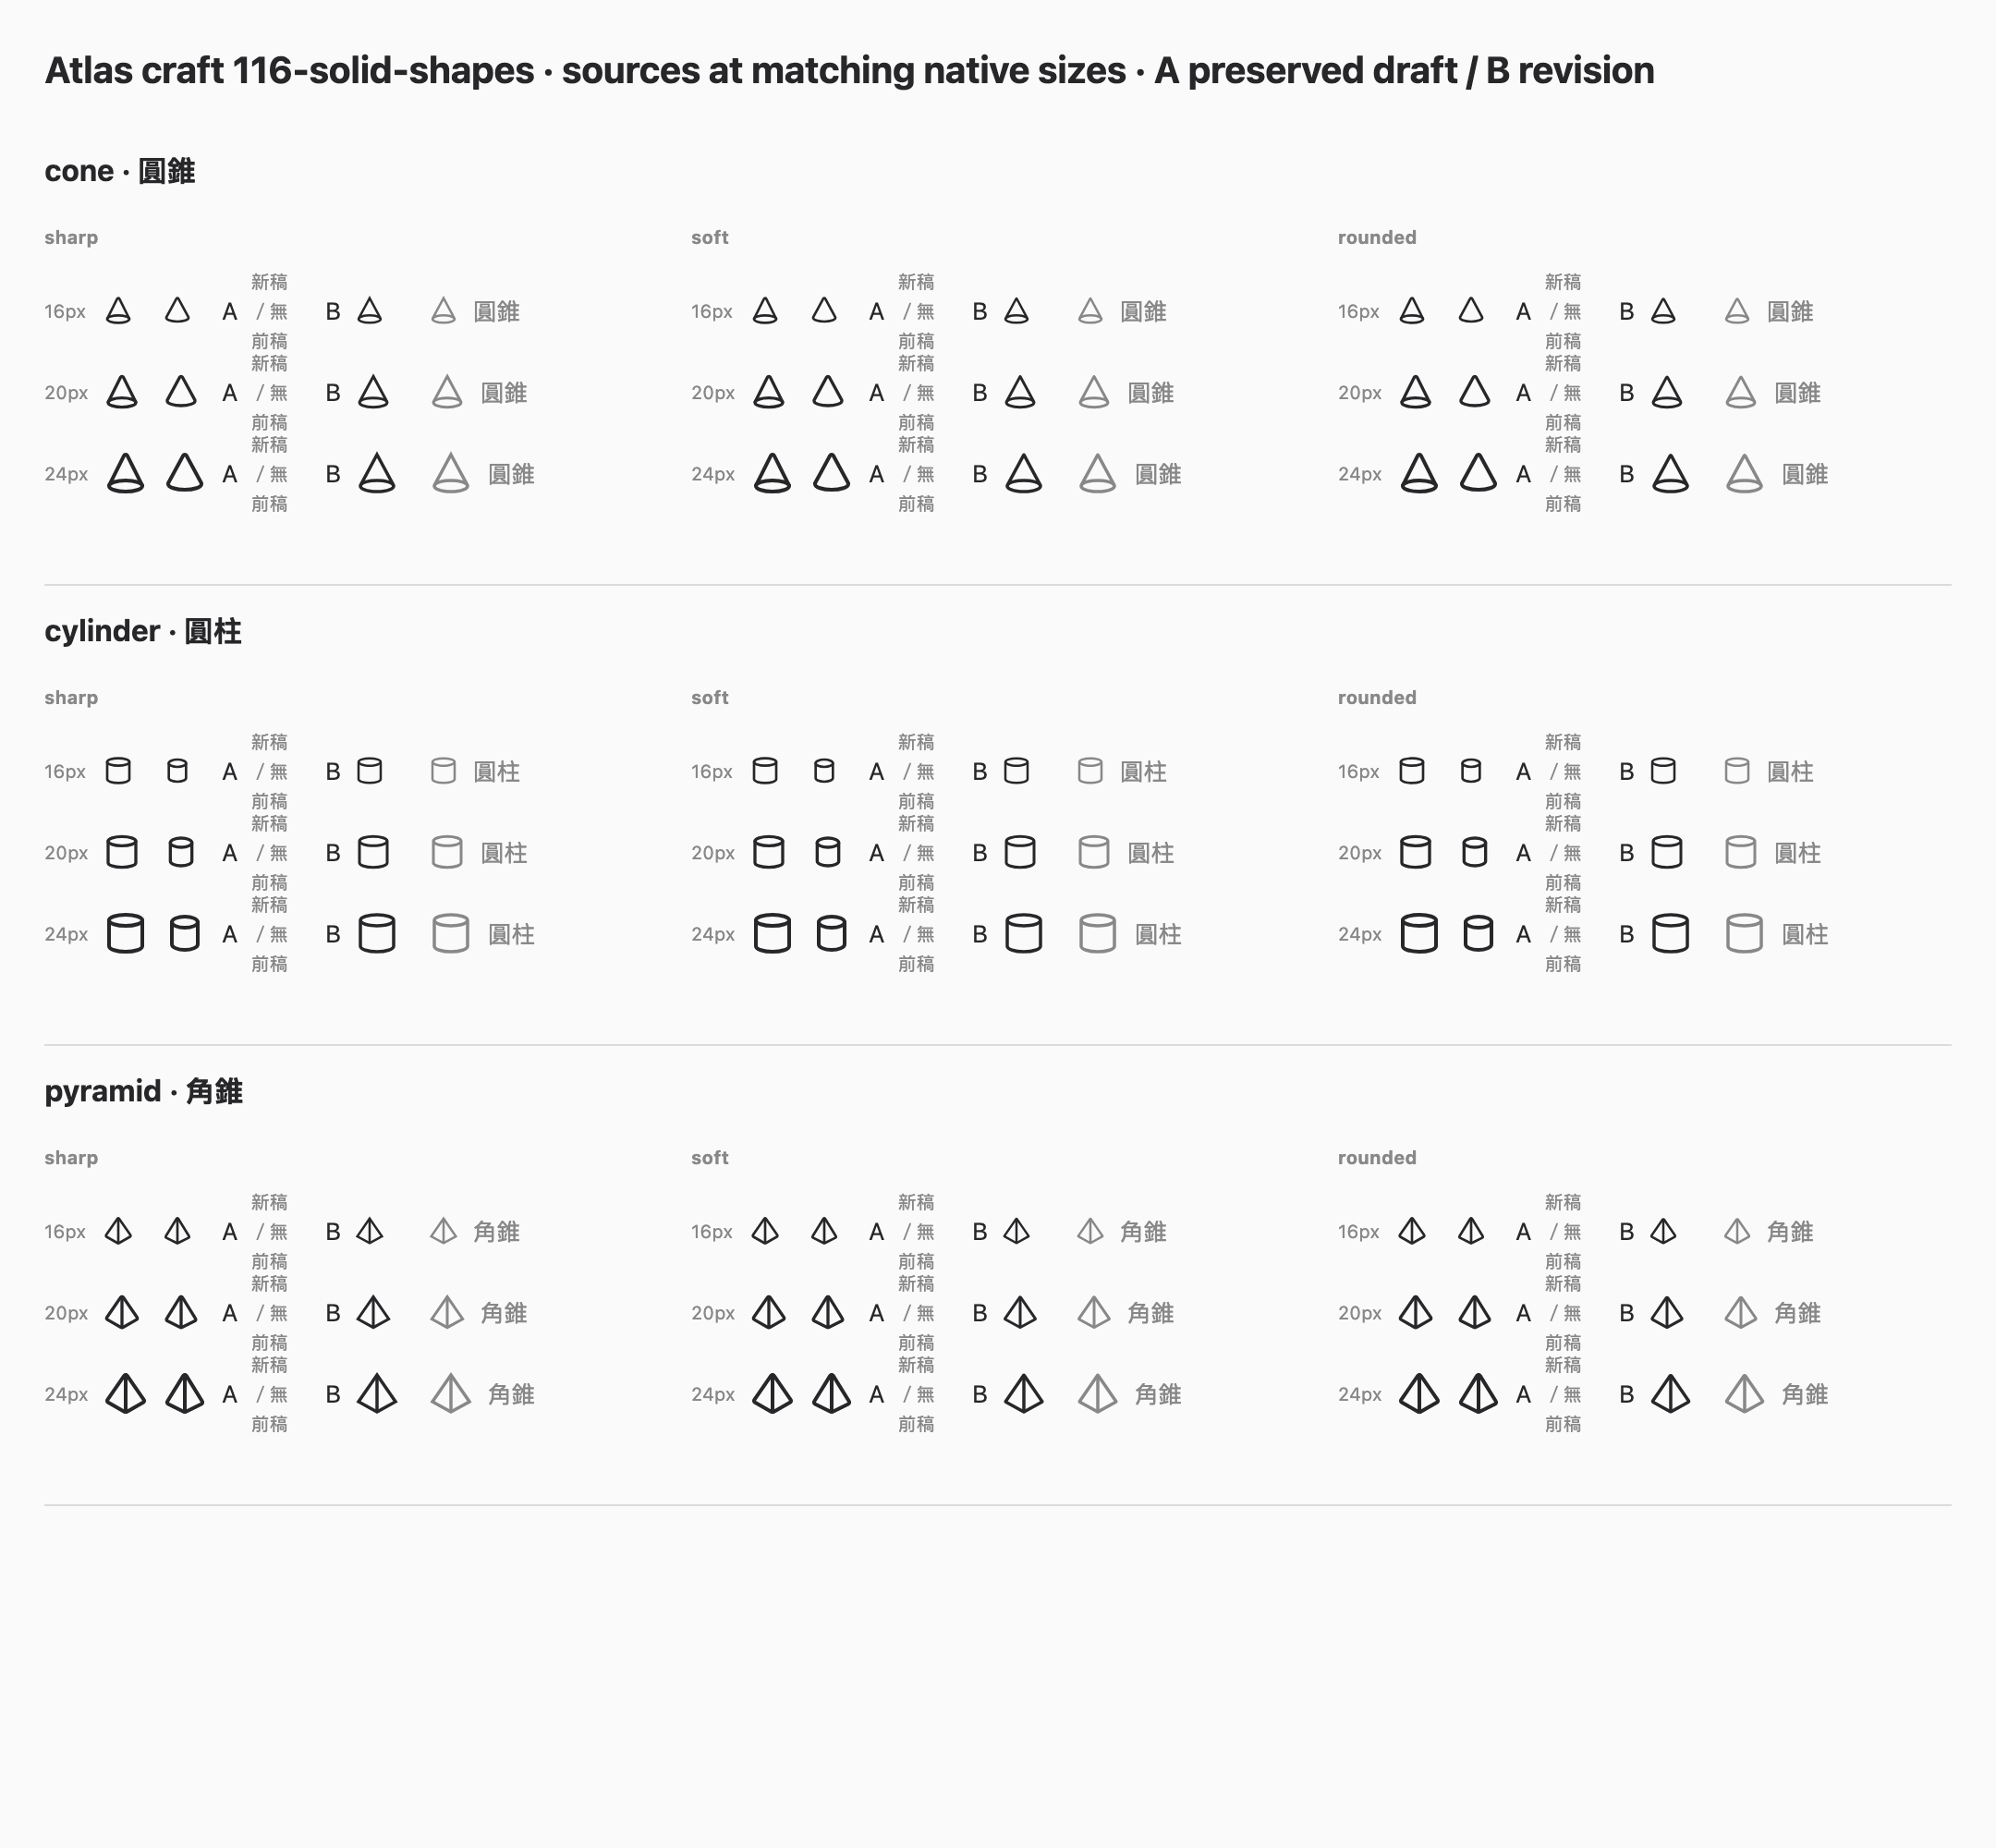 Atlas craft 116-solid-shapes · sources at matching native sizes · A preserved draft / B revision
cone · 圓錐
sharp
16px A 新稿 / 無前稿 B 圓錐
20px A 新稿 / 無前稿 B 圓錐
24px A 新稿 / 無前稿 B 圓錐
soft
16px A 新稿 / 無前稿 B 圓錐
20px A 新稿 / 無前稿 B 圓錐
24px A 新稿 / 無前稿 B 圓錐
rounded
16px A 新稿 / 無前稿 B 圓錐
20px A 新稿 / 無前稿 B 圓錐
24px A 新稿 / 無前稿 B 圓錐
cylinder · 圓柱
sharp
16px A 新稿 / 無前稿 B 圓柱
20px A 新稿 / 無前稿 B 圓柱
24px A 新稿 / 無前稿 B 圓柱
soft
16px A 新稿 / 無前稿 B 圓柱
20px A 新稿 / 無前稿 B 圓柱
24px A 新稿 / 無前稿 B 圓柱
rounded
16px A 新稿 / 無前稿 B 圓柱
20px A 新稿 / 無前稿 B 圓柱
24px A 新稿 / 無前稿 B 圓柱
pyramid · 角錐
sharp
16px A 新稿 / 無前稿 B 角錐
20px A 新稿 / 無前稿 B 角錐
24px A 新稿 / 無前稿 B 角錐
soft
16px A 新稿 / 無前稿 B 角錐
20px A 新稿 / 無前稿 B 角錐
24px A 新稿 / 無前稿 B 角錐
rounded
16px A 新稿 / 無前稿 B 角錐
20px A 新稿 / 無前稿 B 角錐
24px A 新稿 / 無前稿 B 角錐